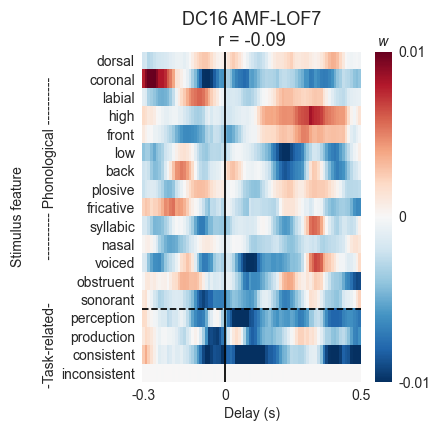 DC16 AMF-LOF7
r = -0.09
w
0.01
0
-0.01
Stimulus feature
-Task-related- ------- Phonological ----------
dorsal
coronal
labial
high
front
low
back
plosive
fricative
syllabic
nasal
voiced
obstruent
sonorant
perception
production
consistent
inconsistent
-0.3 0 0.5
Delay (s)